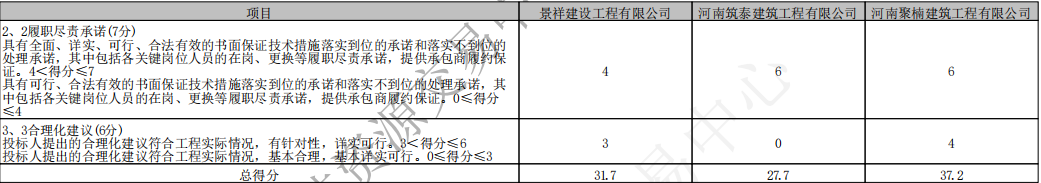 项目 景祥建设工程有限公司 河南筑泰建筑工程有限公司 河南聚楠建筑工程有限公司
2、2履职尽责承诺(7分)
具有全面、详实、可行、合法有效的书面保证技术措施落实到位的承诺和落实不到位的
处理承诺，其中包括各关键岗位人员的在岗、更换等履职尽责承诺，提供承包商履约保
证。4＜得分≤7
具有可行、合法有效的书面保证技术措施落实到位的承诺和落实不到位的处理承诺，其
中包括各关键岗位人员的在岗、更换等履职尽责承诺，提供承包商履约保证。0≤得分
≤4
4 6 6
3、3合理化建议(6分)
投标人提出的合理化建议符合工程实际情况，有针对性，详实可行。3＜得分≤6
投标人提出的合理化建议符合工程实际情况，基本合理，基本详实可行。0≤得分≤3
3 0 4
总得分 31.7 27.7 37.2
资源交易中
易中心